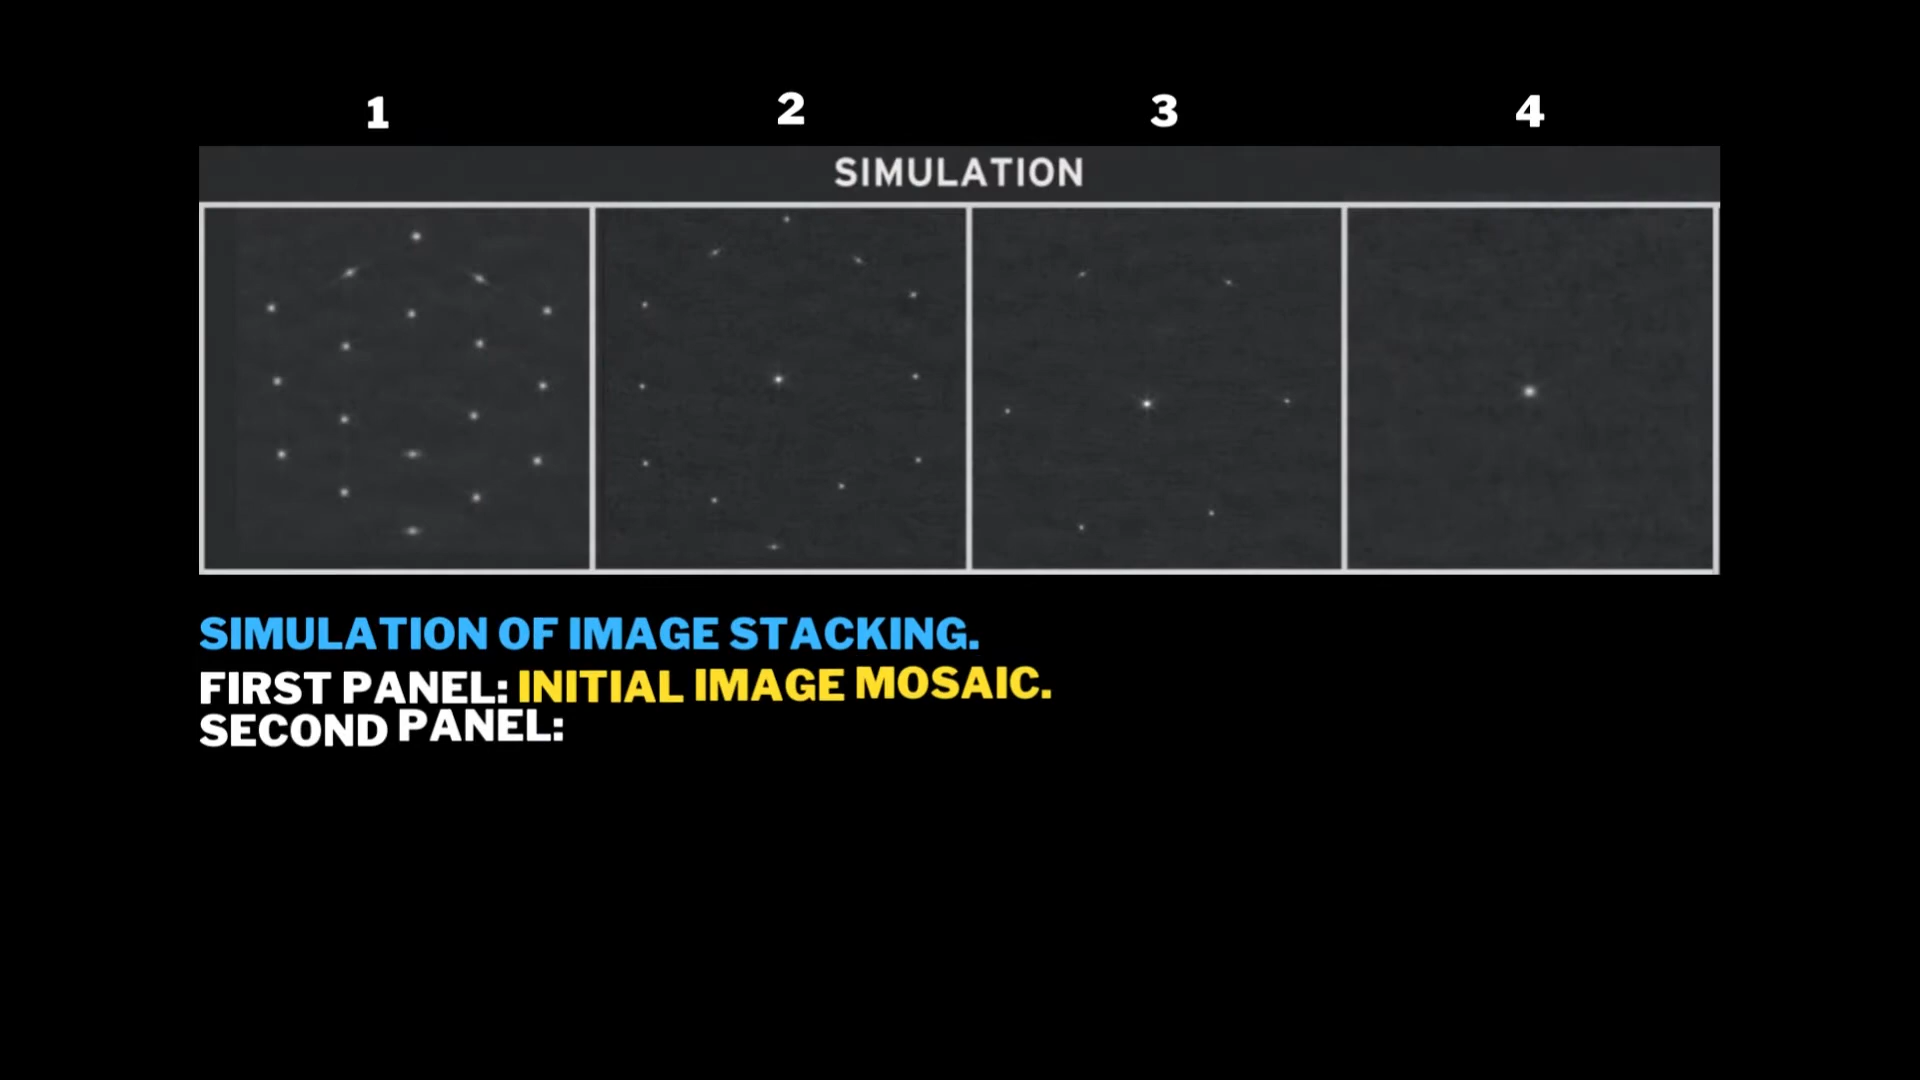 1 2 3 4
SIMULATION
SIMULATION OF IMAGE STACKING.
FIRST PANEL: INITIAL IMAGE MOSAIC.
SECOND PANEL: